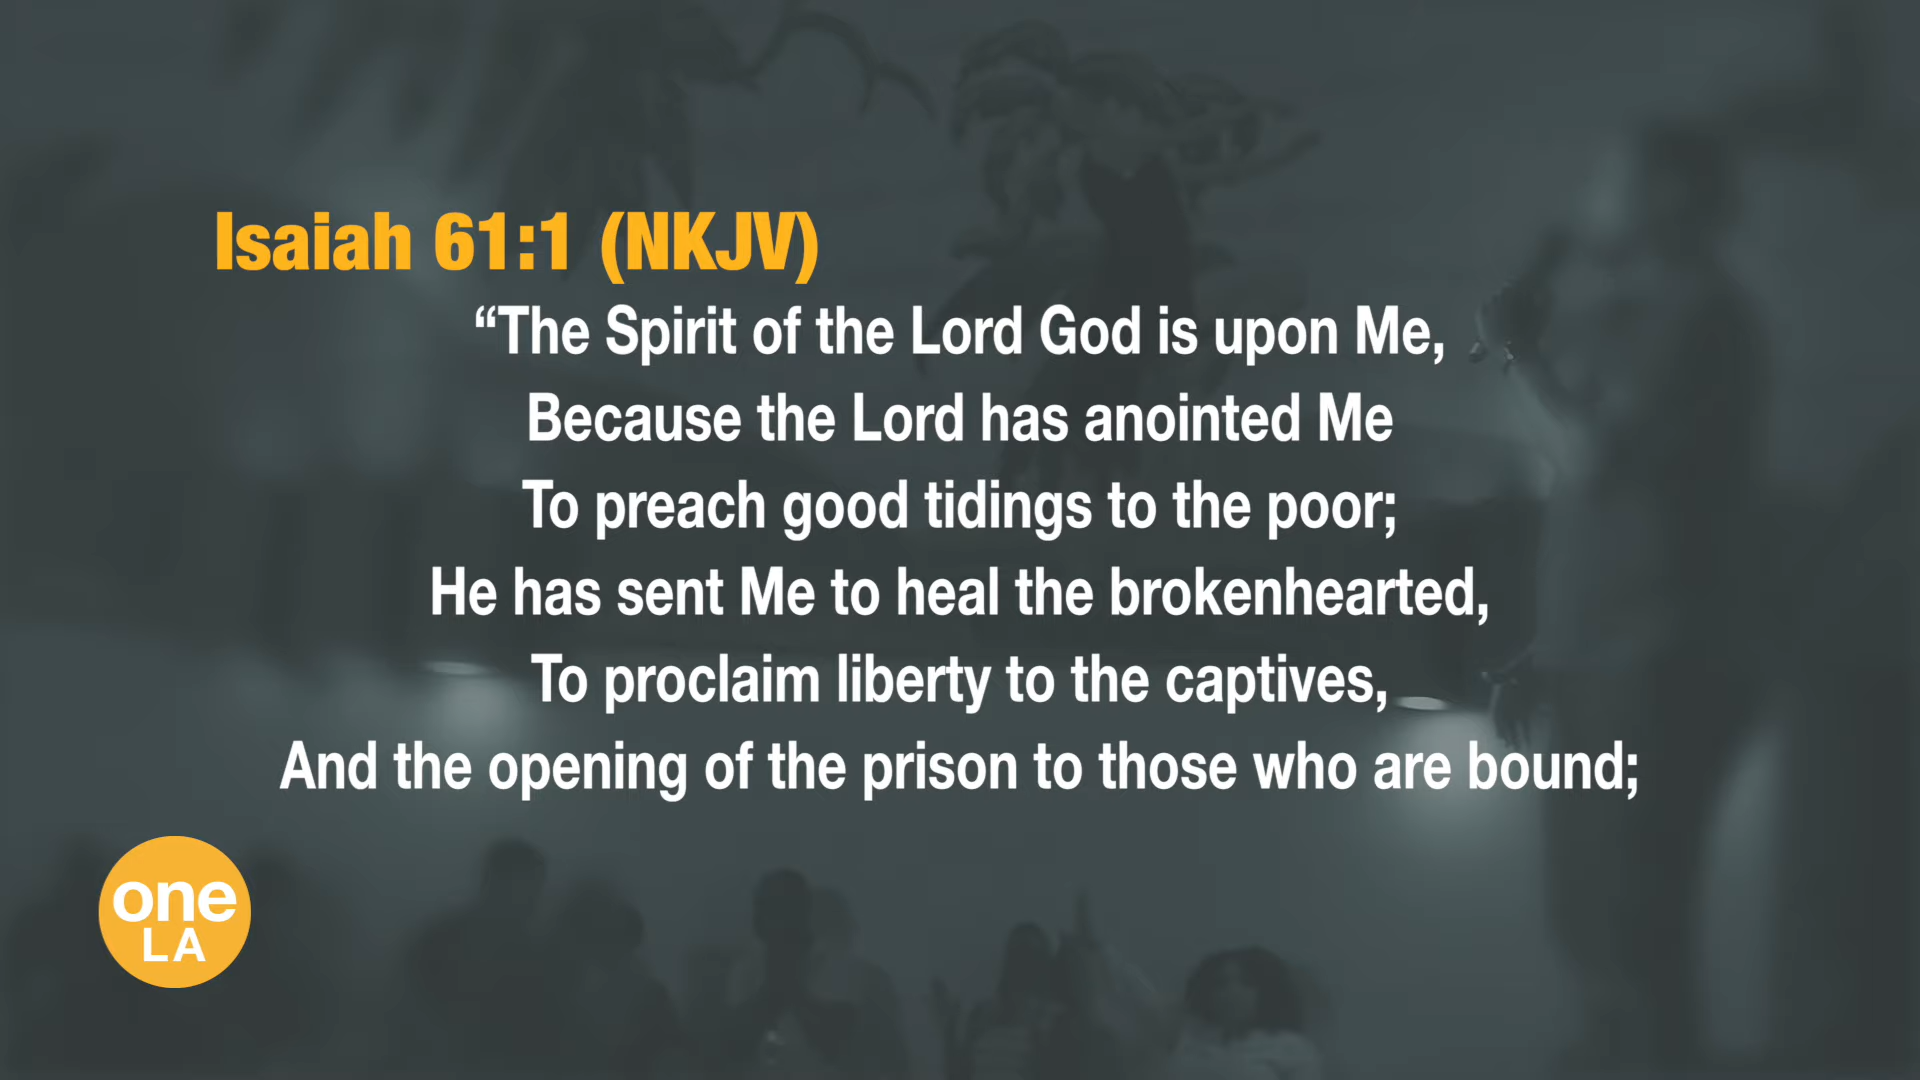 Isaiah 61:1 (NKJV)
“The Spirit of the Lord God is upon Me,
Because the Lord has anointed Me
To preach good tidings to the poor;
He has sent Me to heal the brokenhearted,
To proclaim liberty to the captives,
And the opening of the prison to those who are bound;
one
LA